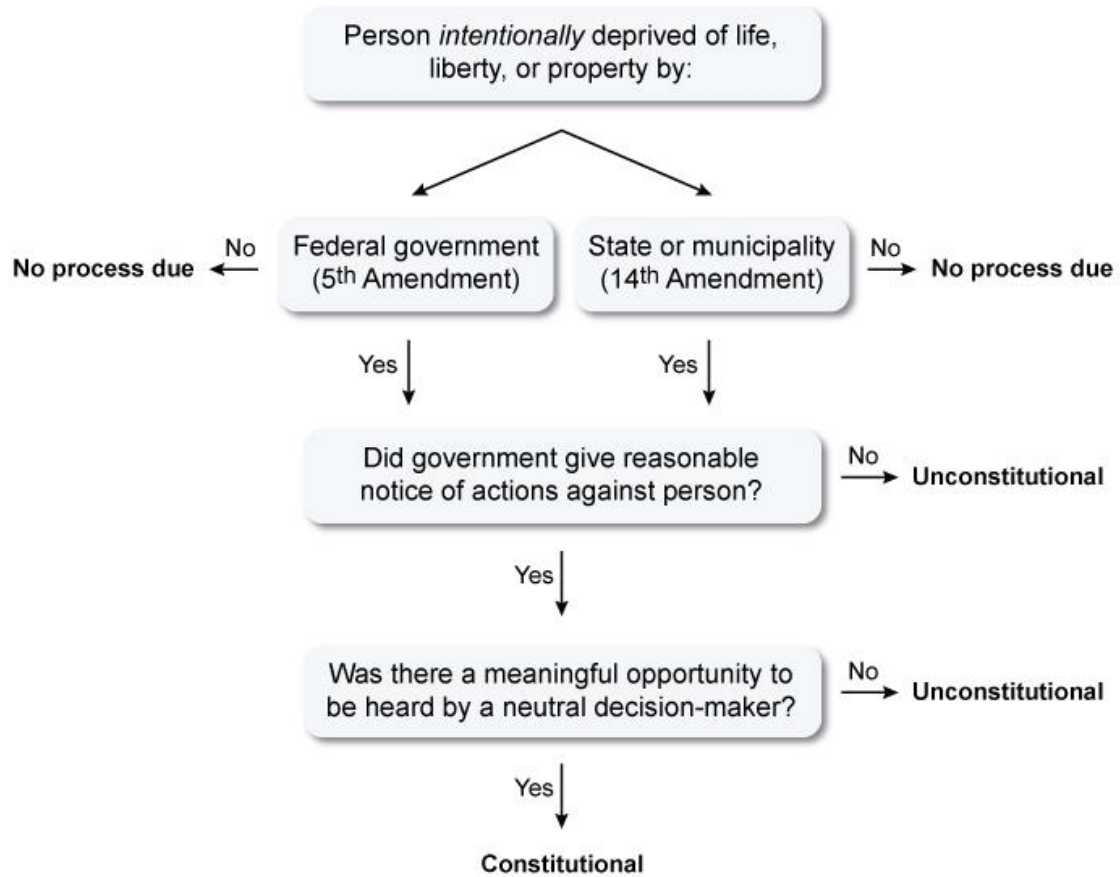 Person intentionally deprived of life,
liberty, or property by:
No process due
No
Federal government
(5th Amendment)
State or municipality
(14th Amendment)
No
No process due
Yes
Yes
Did government give reasonable
notice of actions against person?
No
Unconstitutional
Yes
Was there a meaningful opportunity to
be heard by a neutral decision-maker?
No
Unconstitutional
Yes
Constitutional